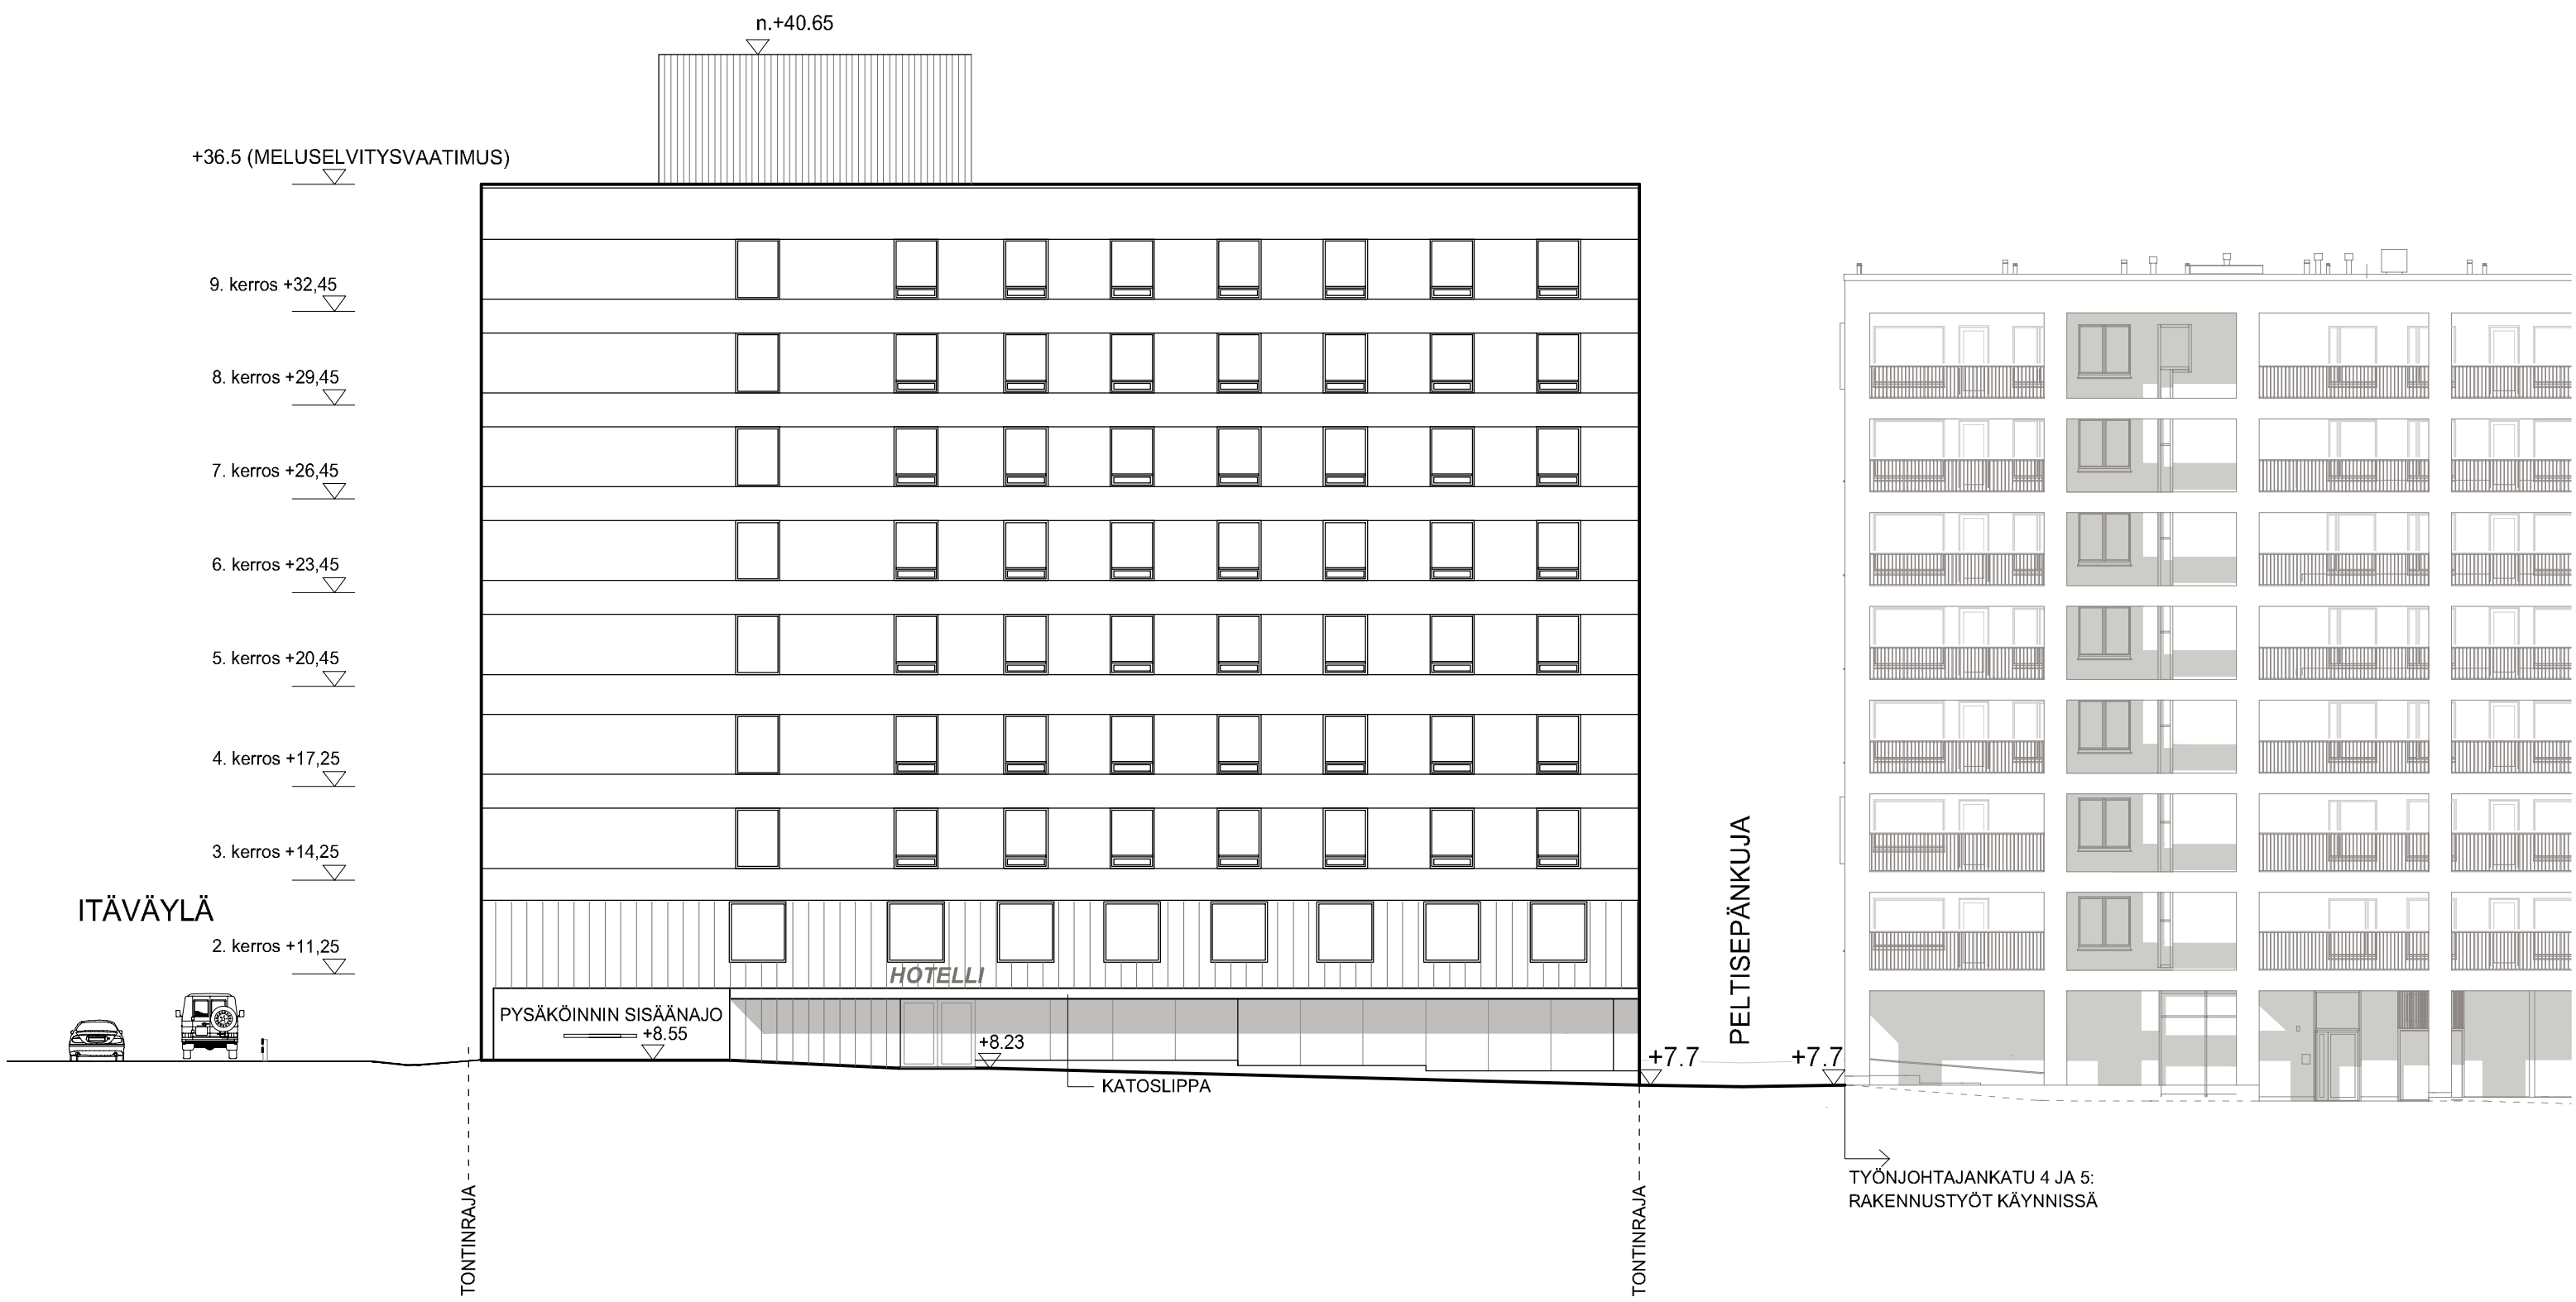 n.+40.65
+36.5 (MELUSELVITYSVAATIMUS)
9. kerros +32,45
8. kerros +29,45
7. kerros +26,45
6. kerros +23,45
5. kerros +20,45
4. kerros +17,25
3. kerros +14,25
ITÄVÄYLÄ
2. kerros +11,25
HOTELLI
PYSÄKÖINNIN SISÄÄNAJO
+8.55
+8.23
KATOSLIPPA
PELTISEPÄNKUJA
+7.7
+7.7
TONTINRAJA
TONTINRAJA
TYÖNJOHTAJANKATU 4 JA 5:
RAKENNUSTYÖT KÄYNNISSÄ